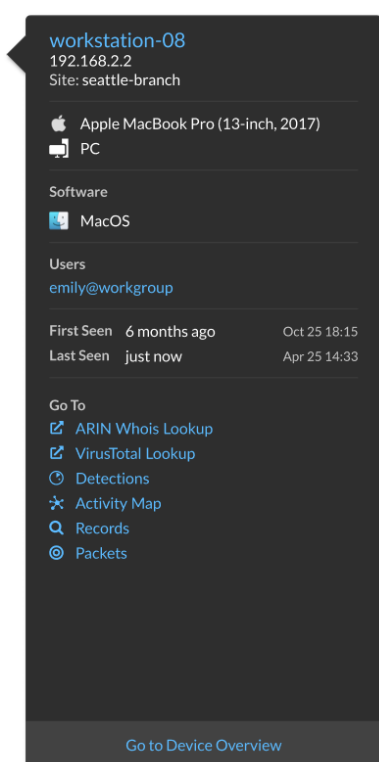 workstation-08
192.168.2.2
Site: seattle-branch
Apple MacBook Pro (13-inch, 2017)
PC
Software
MacOS
Users
emily@workgroup
First Seen 6 months ago Oct 25 18:15
Last Seen just now Apr 25 14:33
Go To
ARIN Whois Lookup
VirusTotal Lookup
Detections
Activity Map
Records
Packets
Go to Device Overview